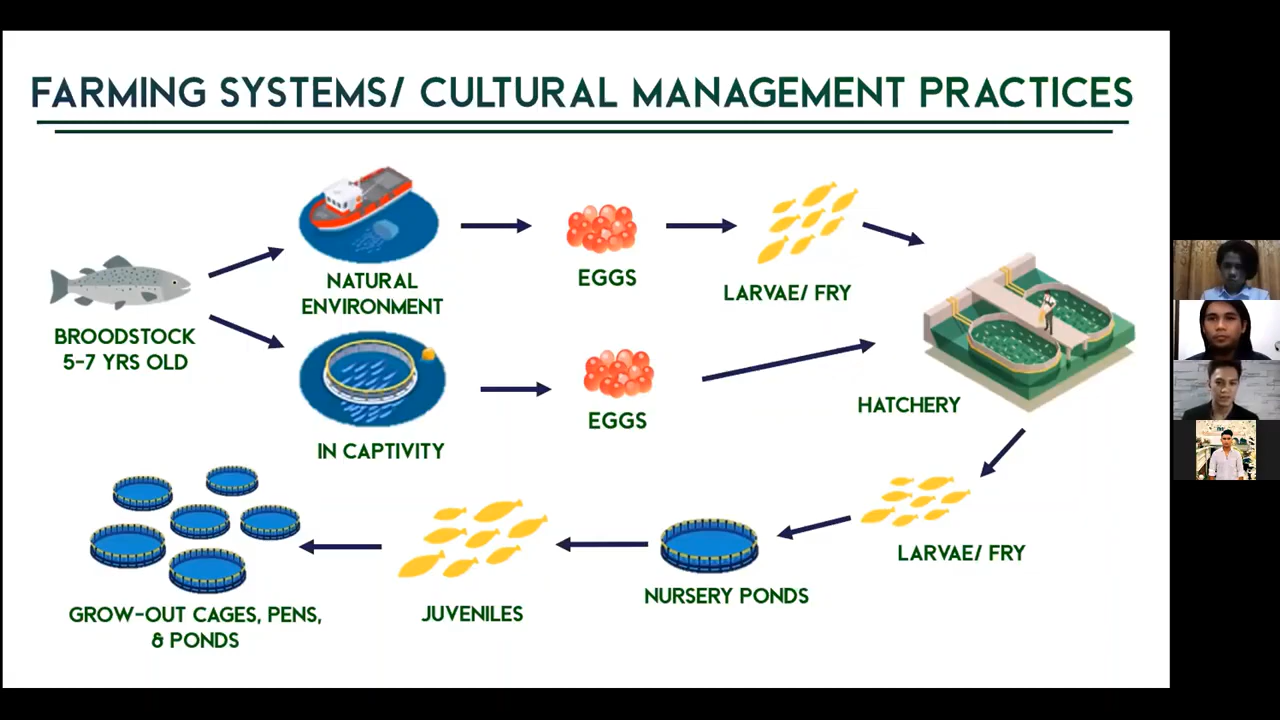 FARMING SYSTEMS/ CULTURAL MANAGEMENT PRACTICES
BROODSTOCK
5-7 YRS OLD
NATURAL
ENVIRONMENT
EGGS
LARVAE/ FRY
IN CAPTIVITY
EGGS
HATCHERY
LARVAE/ FRY
NURSERY PONDS
JUVENILES
GROW-OUT CAGES, PENS,
& PONDS